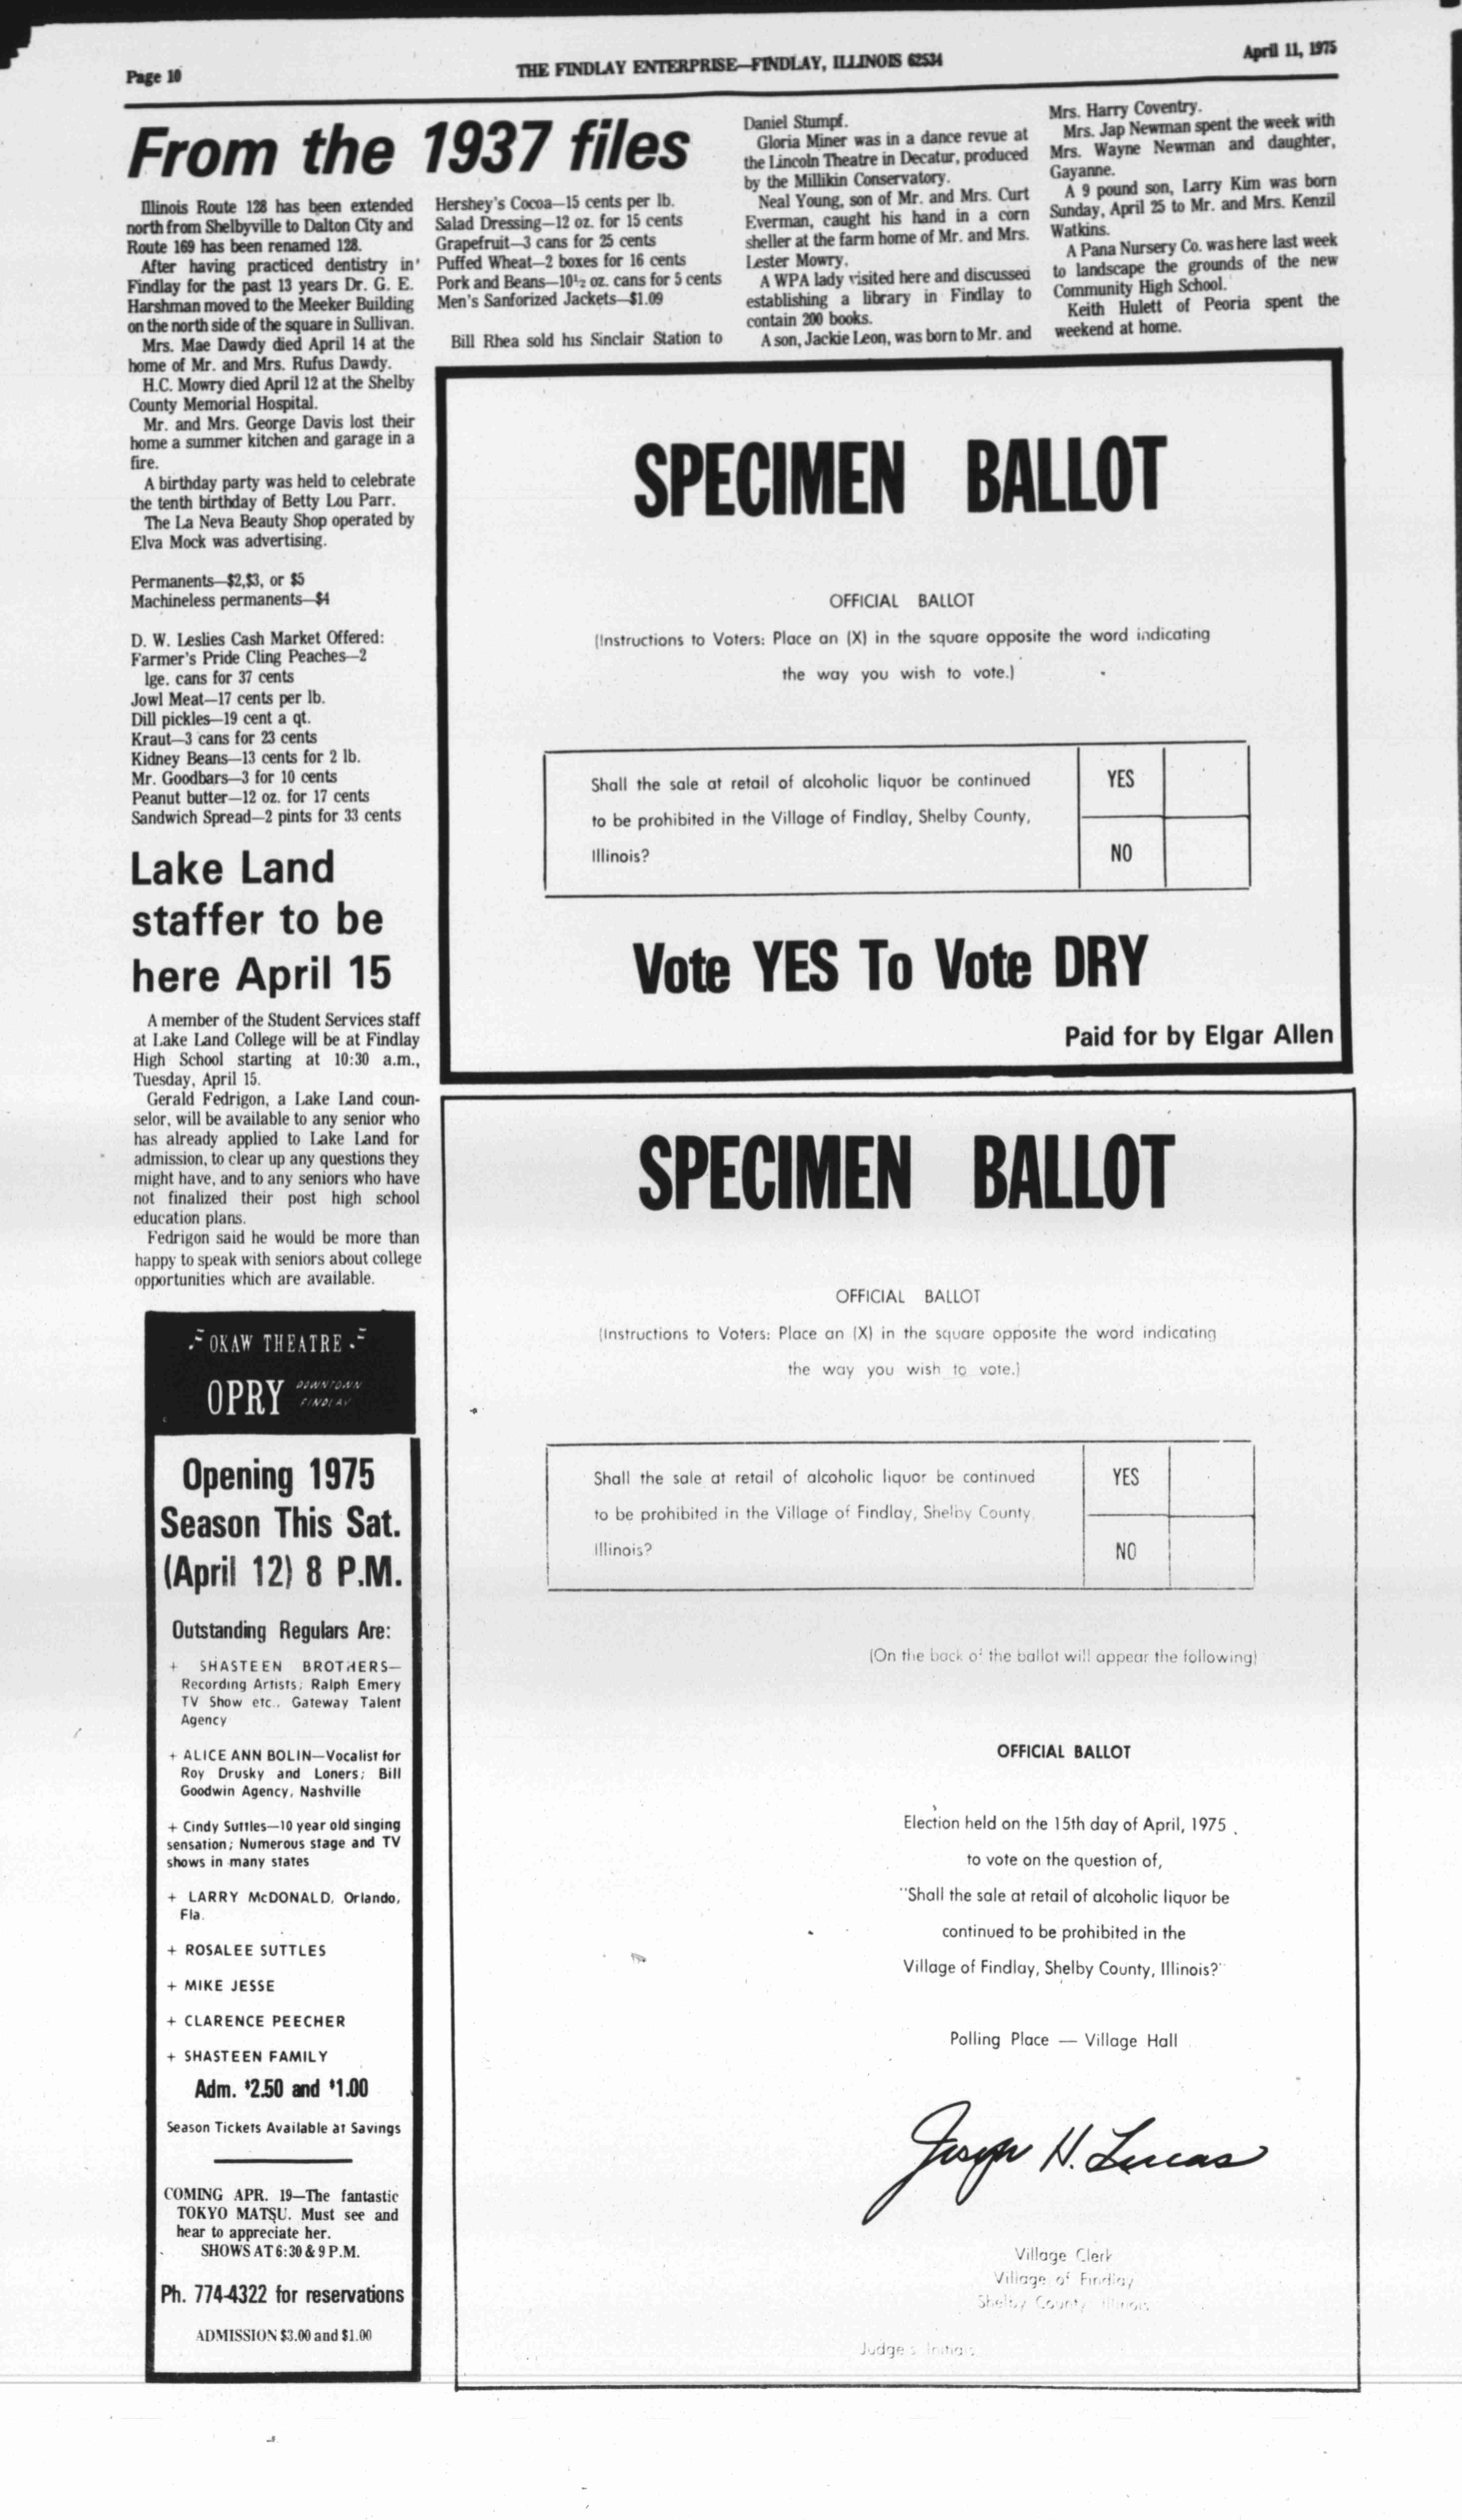 Page 10
THE FINDLAY ENTERPRISE—FINDLAY, ILLINOIS 62534
April 11, 1975
From the 1937 files
Illinois Route 128 has been extended
north from Shelbyville to Dalton City and
Route 169 has been renamed 128.
After having practiced dentistry in
Findlay for the past 13 years Dr. G. E.
Harshman moved to the Meeker Building
on the north side of the square in Sullivan.
Mrs. Mae Dawdy died April 14 at the
home of Mr. and Mrs. Rufus Dawdy.
H.C. Mowry died April 12 at the Shelby
County Memorial Hospital.
Mr. and Mrs. George Davis lost their
home a summer kitchen and garage in a
fire.
A birthday party was held to celebrate
the tenth birthday of Betty Lou Parr.
The La Neva Beauty Shop operated by
Elva Mock was advertising.
Permanents—$2,$3, or $5
Machineless permanents—$4
D. W. Leslies Cash Market Offered:
Farmer's Pride Cling Peaches—2
lge. cans for 37 cents
Jowl Meat—17 cents per lb.
Dill pickles—19 cent a qt.
Kraut—3 cans for 23 cents
Kidney Beans—13 cents for 2 lb.
Mr. Goodbars—3 for 10 cents
Peanut butter—12 oz. for 17 cents
Sandwich Spread—2 pints for 33 cents
Hershey's Cocoa—15 cents per lb.
Salad Dressing—12 oz. for 15 cents
Grapefruit—3 cans for 25 cents
Puffed Wheat—2 boxes for 16 cents
Pork and Beans—10½ oz. cans for 5 cents
Men's Sanforized Jackets—$1.09
Bill Rhea sold his Sinclair Station to
Daniel Stumpf.
Gloria Miner was in a dance revue at
the Lincoln Theatre in Decatur, produced
by the Millikin Conservatory.
Neal Young, son of Mr. and Mrs. Curt
Everman, caught his hand in a corn
sheller at the farm home of Mr. and Mrs.
Lester Mowry.
A WPA lady visited here and discussed
establishing a library in Findlay to
contain 200 books.
A son, Jackie Leon, was born to Mr. and
Mrs. Harry Coventry.
Mrs. Jap Newman spent the week with
Mrs. Wayne Newman and daughter,
Gayanne.
A 9 pound son, Larry Kim was born
Sunday, April 25 to Mr. and Mrs. Kenzil
Watkins.
A Pana Nursery Co. was here last week
to landscape the grounds of the new
Community High School.
Keith Hulett of Peoria spent the
weekend at home.
Lake Land
staffer to be
here April 15
A member of the Student Services staff
at Lake Land College will be at Findlay
High School starting at 10:30 a.m.,
Tuesday, April 15.
Gerald Fedrigon, a Lake Land coun-
selor, will be available to any senior who
has already applied to Lake Land for
admission, to clear up any questions they
might have, and to any seniors who have
not finalized their post high school
education plans.
Fedrigon said he would be more than
happy to speak with seniors about college
opportunities which are available.
OKAW THEATRE
OPRY DOWNTOWN
FINDLAY
Opening 1975
Season This Sat.
(April 12) 8 P.M.
Outstanding Regulars Are:
+ SHASTEEN BROTHERS—
Recording Artists; Ralph Emery
TV Show etc.. Gateway Talent
Agency
+ ALICE ANN BOLIN—Vocalist for
Roy Drusky and Loners; Bill
Goodwin Agency, Nashville
+ Cindy Suttles—10 year old singing
sensation; Numerous stage and TV
shows in many states
+ LARRY McDONALD, Orlando,
Fla.
+ ROSALEE SUTTLES
+ MIKE JESSE
+ CLARENCE PEECHER
+ SHASTEEN FAMILY
Adm. $2.50 and $1.00
Season Tickets Available at Savings
COMING APR. 19—The fantastic
TOKYO MATSU. Must see and
hear to appreciate her.
SHOWS AT 6:30 & 9 P.M.
Ph. 774-4322 for reservations
ADMISSION $3.00 and $1.00
SPECIMEN BALLOT
OFFICIAL BALLOT
(Instructions to Voters: Place an (X) in the square opposite the word indicating
the way you wish to vote.)
Shall the sale at retail of alcoholic liquor be continued
to be prohibited in the Village of Findlay, Shelby County,
Illinois?
YES
NO
Vote YES To Vote DRY
Paid for by Elgar Allen
SPECIMEN BALLOT
OFFICIAL BALLOT
(Instructions to Voters: Place an (X) in the square opposite the word indicating
the way you wish to vote.)
Shall the sale at retail of alcoholic liquor be continued
to be prohibited in the Village of Findlay, Shelby County,
Illinois?
YES
NO
(On the back of the ballot will appear the following)
OFFICIAL BALLOT
Election held on the 15th day of April, 1975
to vote on the question of,
"Shall the sale at retail of alcoholic liquor be
continued to be prohibited in the
Village of Findlay, Shelby County, Illinois?"
Polling Place — Village Hall
Joseph H. Lucas
Village Clerk
Village of Findlay
Shelby County Illinois
Judge's Initials